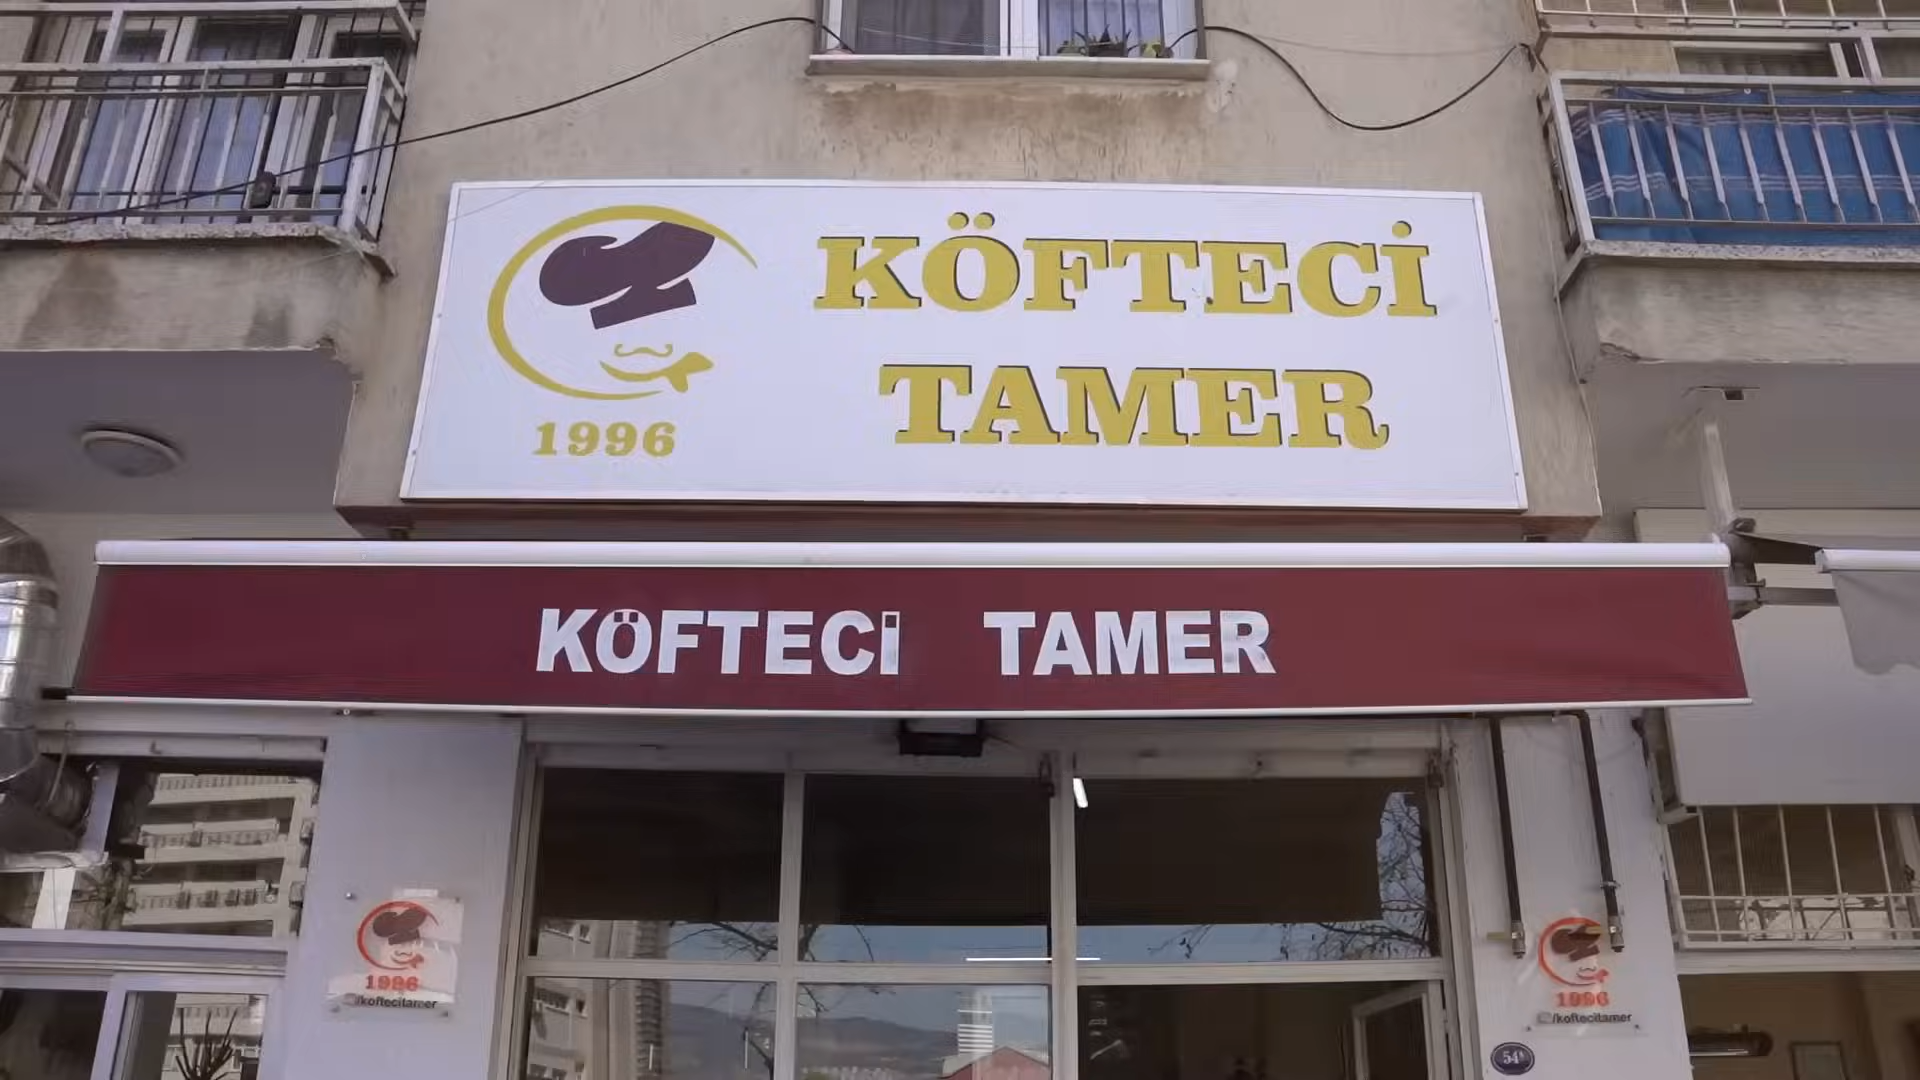 KÖFTECİ
TAMER
1996
KÖFTECİ TAMER
1996
/koftecitamer
1996
/koftecitamer
54